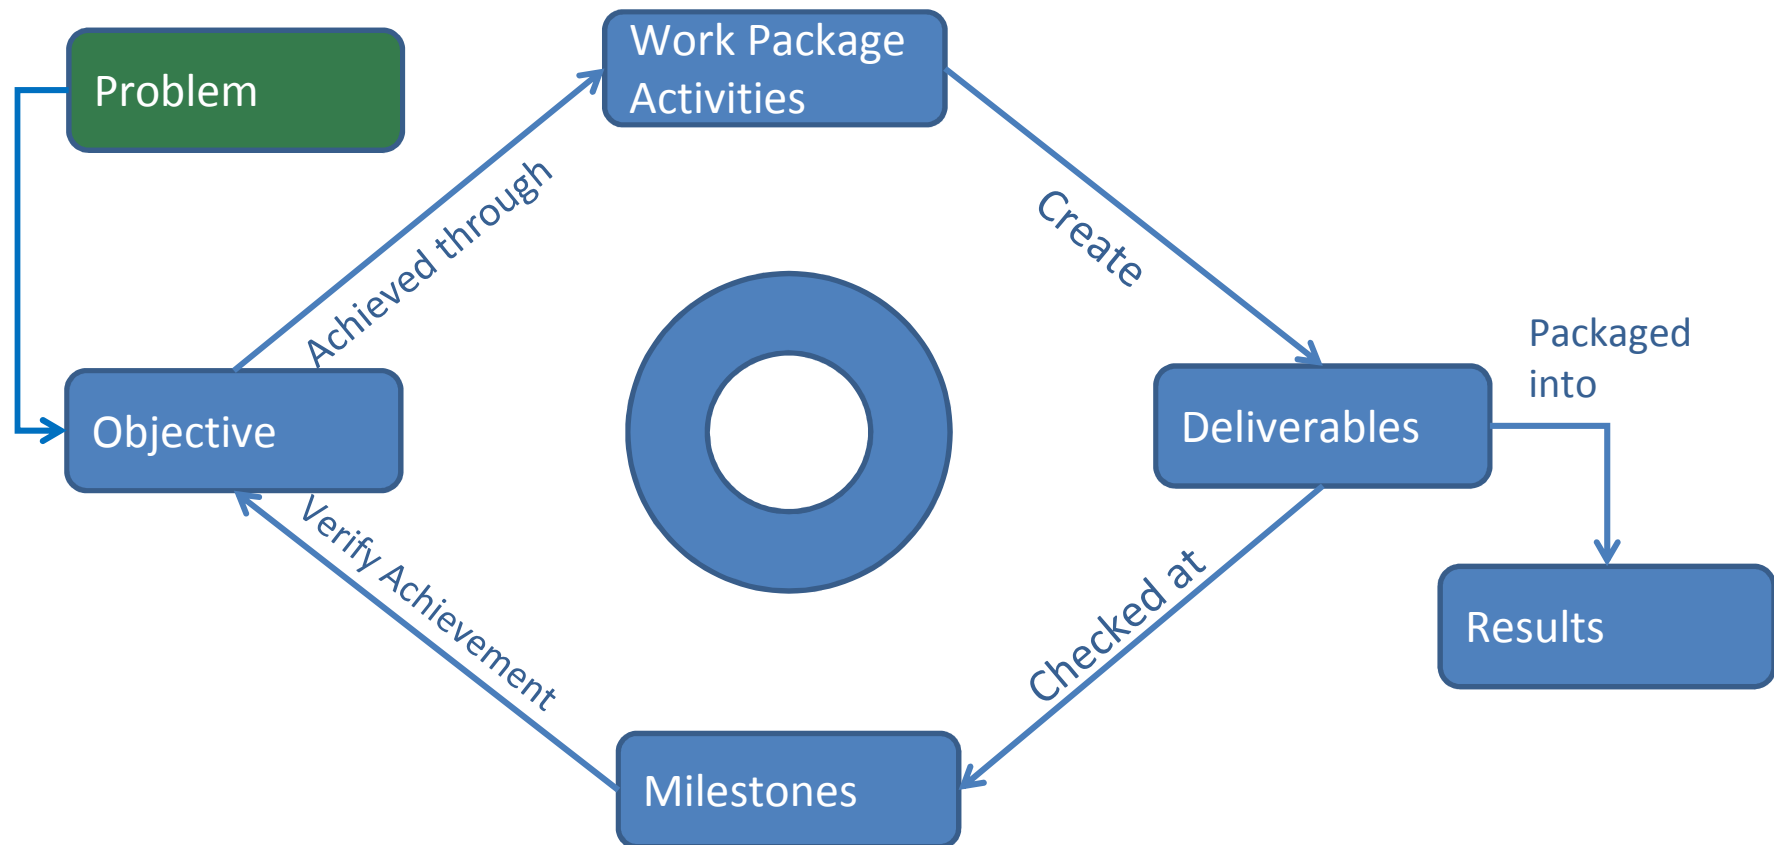 Problem
Work Package
Activities
Achieved through
Create
Packaged
into
Objective
Deliverables
Verify Achievement
Checked at
Results
Milestones